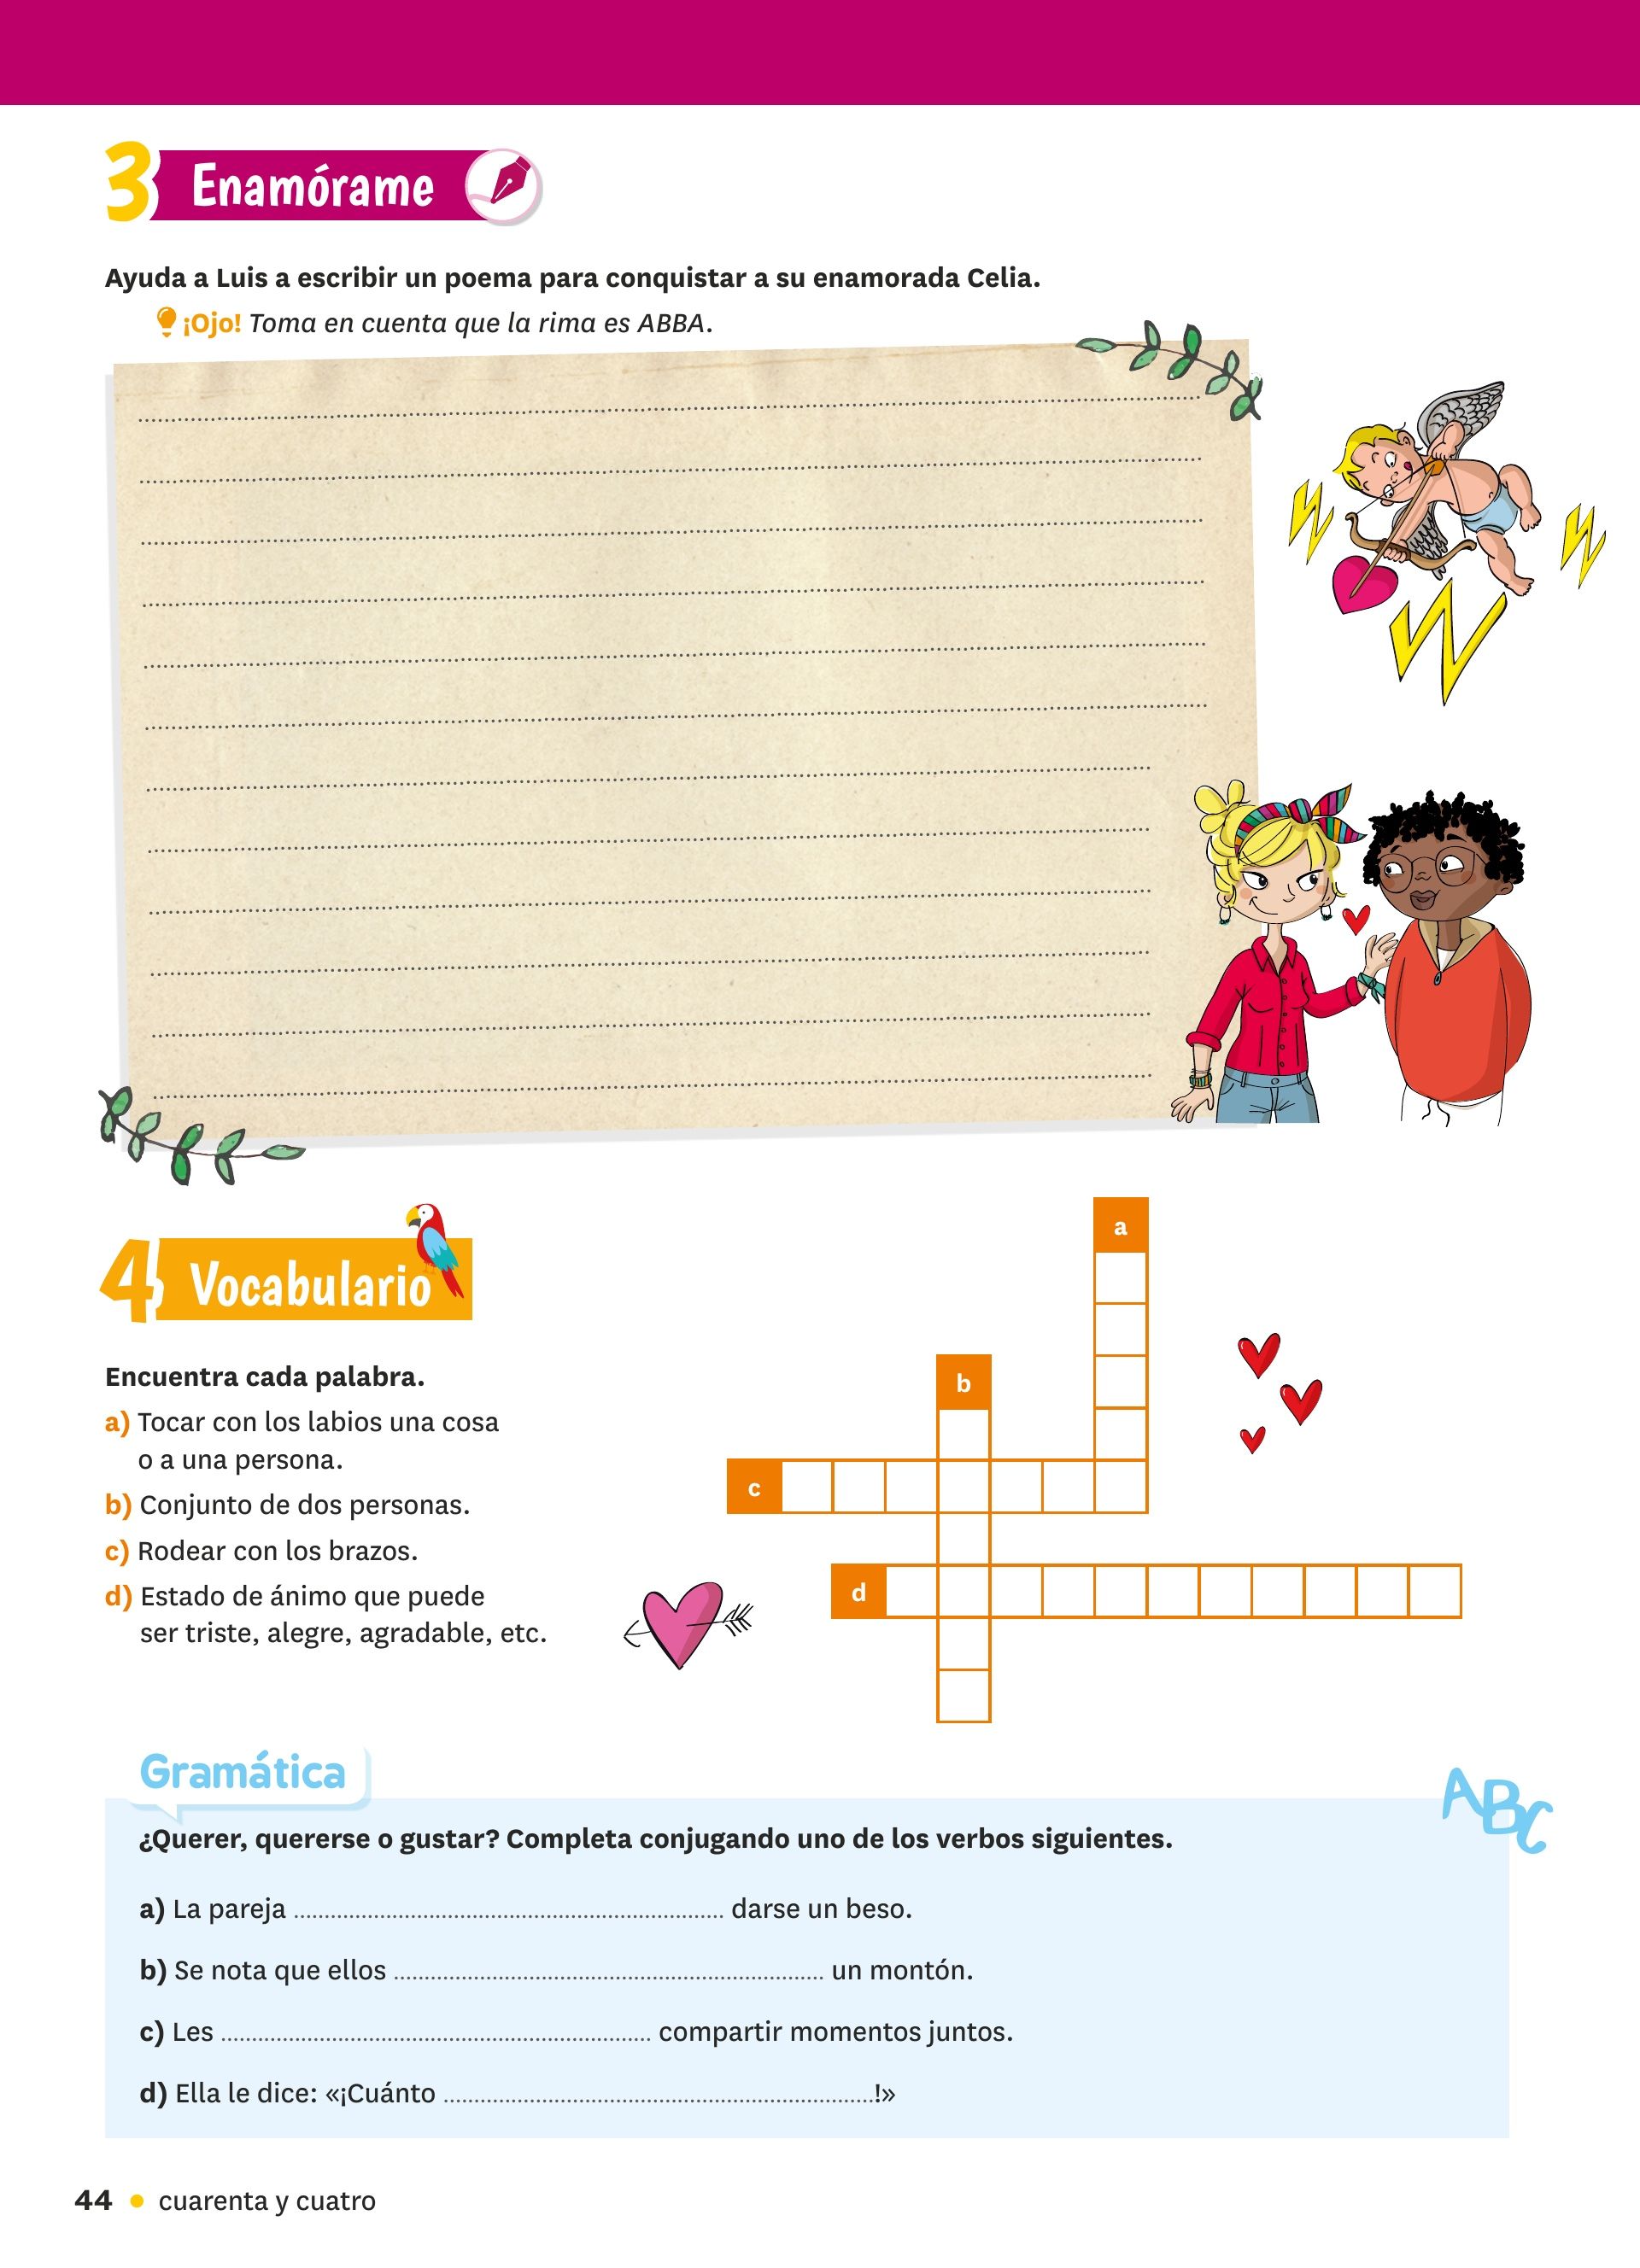 3 Enamórame
Ayuda a Luis a escribir un poema para conquistar a su enamorada Celia.
¡Ojo! Toma en cuenta que la rima es ABBA.
4 Vocabulario
Encuentra cada palabra.
a) Tocar con los labios una cosa
o a una persona.
b) Conjunto de dos personas.
c) Rodear con los brazos.
d) Estado de ánimo que puede
ser triste, alegre, agradable, etc.
a
b
c
d
Gramática
ABC
¿Querer, quererse o gustar? Completa conjugando uno de los verbos siguientes.
a) La pareja ........................................ darse un beso.
b) Se nota que ellos ........................................ un montón.
c) Les ........................................ compartir momentos juntos.
d) Ella le dice: «¡Cuánto ........................................!»
44 • cuarenta y cuatro